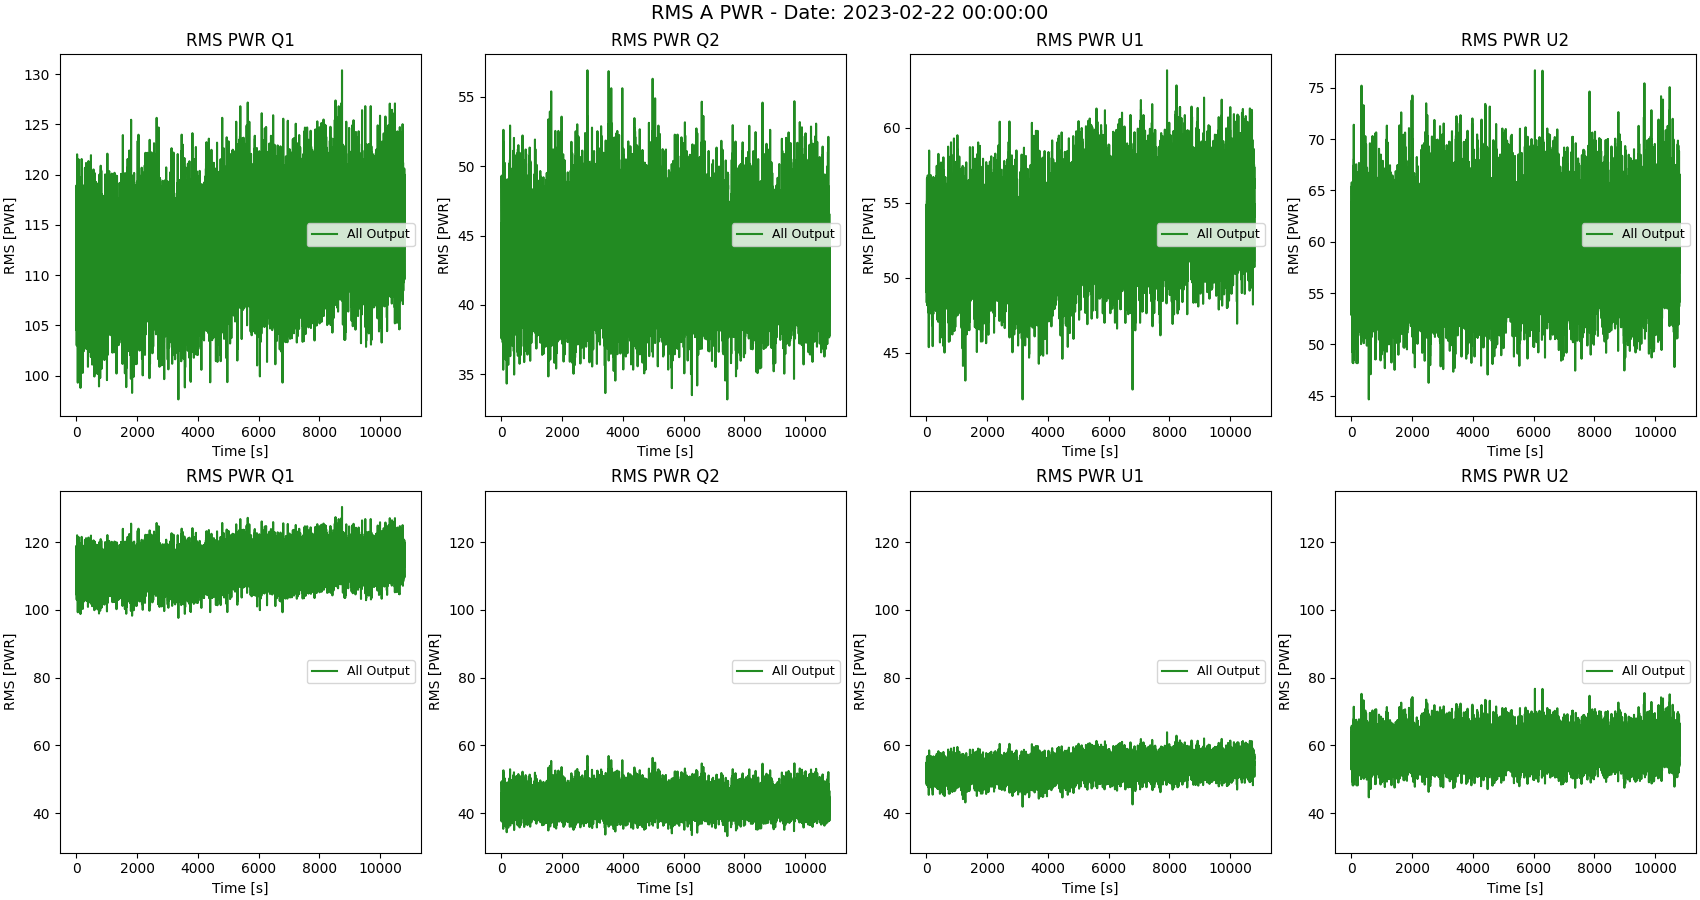 RMS A PWR - Date: 2023-02-22 00:00:00
RMS PWR Q1
RMS [PWR]
130
125
120
115
110
105
100
All Output
0 2000 4000 6000 8000 10000
Time [s]
RMS PWR Q2
RMS [PWR]
55
50
45
40
35
All Output
0 2000 4000 6000 8000 10000
Time [s]
RMS PWR U1
RMS [PWR]
60
55
50
45
All Output
0 2000 4000 6000 8000 10000
Time [s]
RMS PWR U2
RMS [PWR]
75
70
65
60
55
50
45
All Output
0 2000 4000 6000 8000 10000
Time [s]
RMS PWR Q1
RMS [PWR]
120
100
80
60
40
All Output
0 2000 4000 6000 8000 10000
Time [s]
RMS PWR Q2
RMS [PWR]
120
100
80
60
40
All Output
0 2000 4000 6000 8000 10000
Time [s]
RMS PWR U1
RMS [PWR]
120
100
80
60
40
All Output
0 2000 4000 6000 8000 10000
Time [s]
RMS PWR U2
RMS [PWR]
120
100
80
60
40
All Output
0 2000 4000 6000 8000 10000
Time [s]